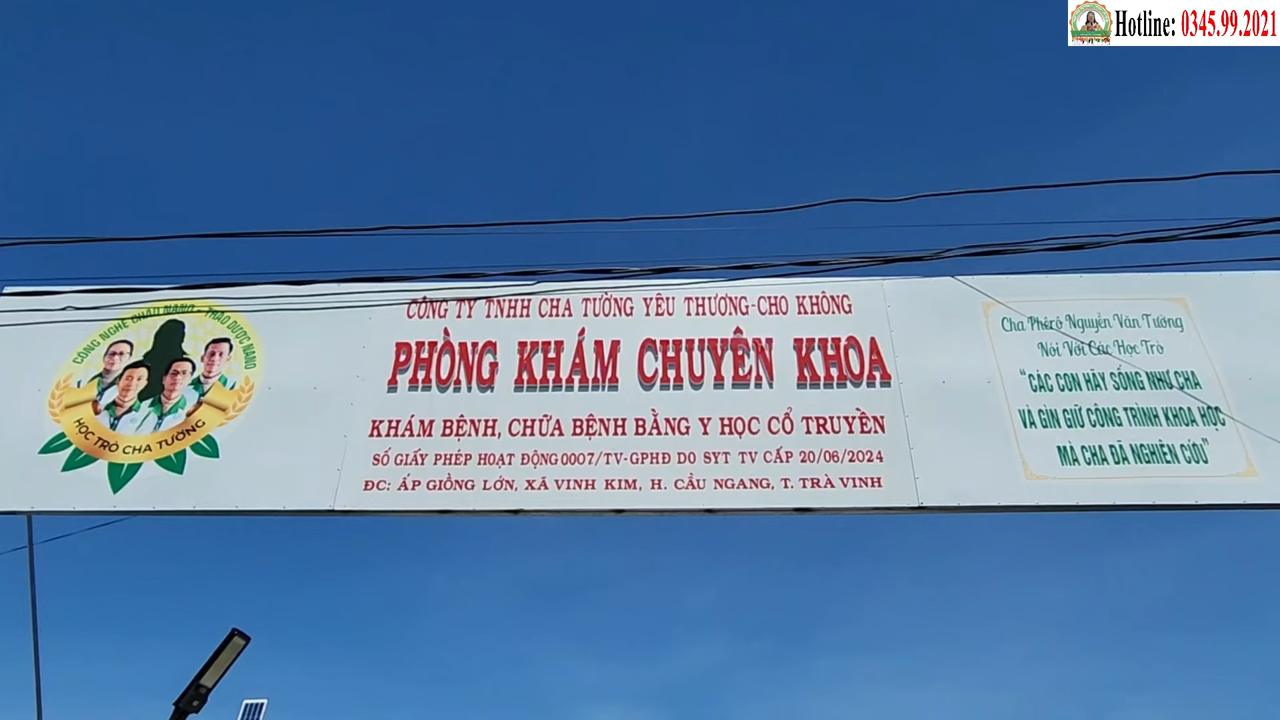 Hotline: 0345.99.2021
CÔNG NGHỆ CHÂU NANO - THẢO DƯỢC NANO
HỌC TRÒ CHA TƯỜNG
CÔNG TY TNHH CHA TƯỜNG YÊU THƯƠNG-CHO KHÔNG
PHÒNG KHÁM CHUYÊN KHOA
KHÁM BỆNH, CHỮA BỆNH BẰNG Y HỌC CỔ TRUYỀN
SỐ GIẤY PHÉP HOẠT ĐỘNG 0007/TV-GPHĐ DO SYT TV CẤP 20/06/2024
ĐC: ẤP GIỒNG LỚN, XÃ VINH KIM, H. CẦU NGANG, T. TRÀ VINH
Cha Phêrô Nguyễn Văn Tường
Nói Với Các Học Trò
“CÁC CON HÃY SỐNG NHƯ CHA
VÀ GÌN GIỮ CÔNG TRÌNH KHOA HỌC
MÀ CHA ĐÃ NGHIÊN CỨU”